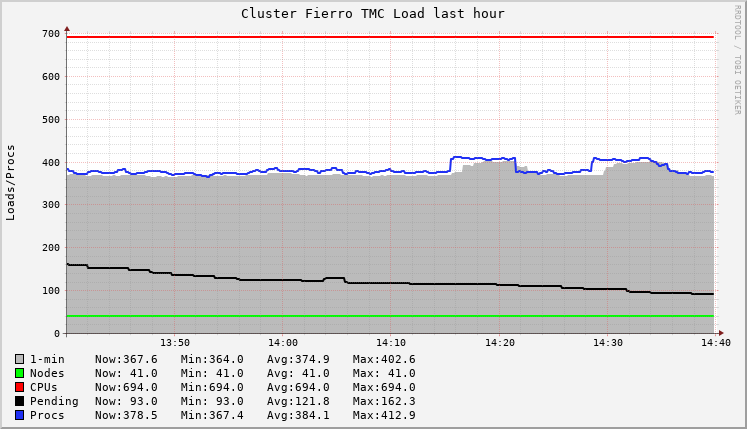 Cluster Fierro TMC Load last hour
RRDTOOL / TOBI OETIKER
Loads/Procs
700
600
500
400
300
200
100
0
13:50 14:00 14:10 14:20 14:30 14:40
1-min Now:367.6 Min:364.0 Avg:374.9 Max:402.6
Nodes Now: 41.0 Min: 41.0 Avg: 41.0 Max: 41.0
CPUs Now:694.0 Min:694.0 Avg:694.0 Max:694.0
Pending Now: 93.0 Min: 93.0 Avg:121.8 Max:162.3
Procs Now:378.5 Min:367.4 Avg:384.1 Max:412.9